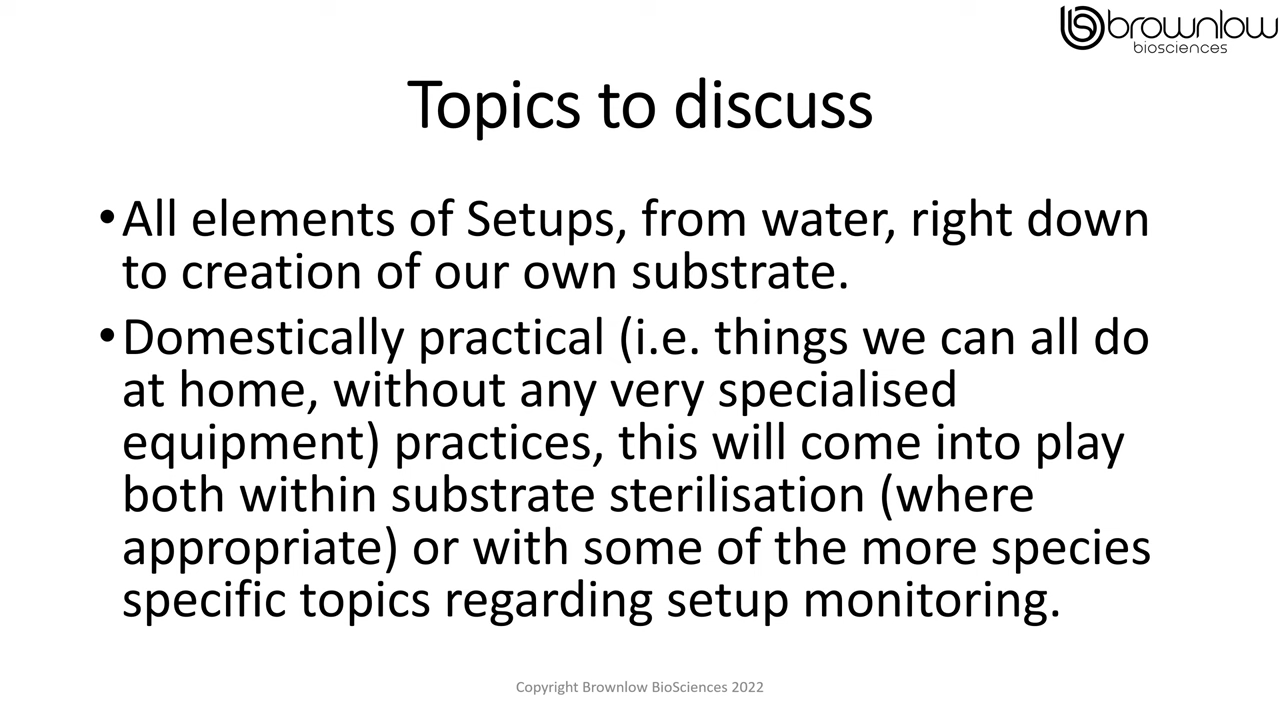 brownlow
biosciences
Topics to discuss
•All elements of Setups, from water, right down
to creation of our own substrate.
•Domestically practical (i.e. things we can all do
at home, without any very specialised
equipment) practices, this will come into play
both within substrate sterilisation (where
appropriate) or with some of the more species
specific topics regarding setup monitoring.
Copyright Brownlow BioSciences 2022